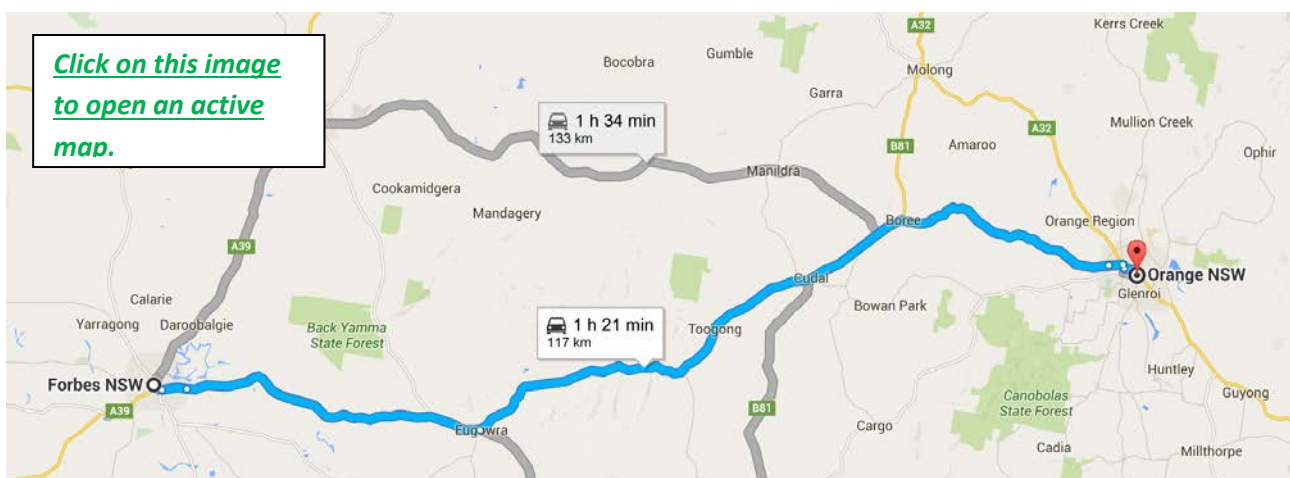 Click on this image
to open an active
map.
A32
Kerrs Creek
Gumble
Bocobra
Molong
Garra
1 h 34 min
133 km
A32
Mullion Creek
B81
Amaroo
Ophir
Manildra
Cookamidgera
Mandagery
Boree
Orange Region
A39
Orange NSW
Cudal
Glenroi
Calarie
Bowan Park
Yarragong
Daroobalgie
Back Yamma
State Forest
1 h 21 min
117 km
Toogong
Forbes NSW
Huntley
Canobolas
State Forest
Guyong
A39
B81
Eugowra
Cargo
Cadia
Millthorpe